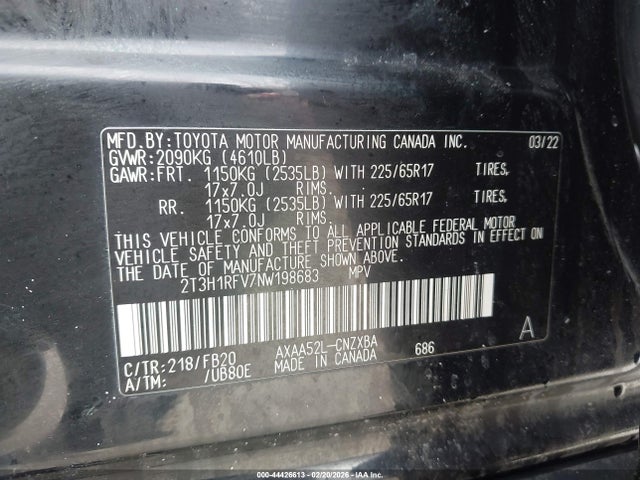 MFD.BY:TOYOTA MOTOR MANUFACTURING CANADA INC. 03/22
GVWR:2090KG (4610LB)
GAWR:FRT. 1150KG (2535LB) WITH 225/65R17 TIRES,
17x7.0J RIMS.
RR. 1150KG (2535LB) WITH 225/65R17 TIRES,
17x7.0J RIMS.
THIS VEHICLE CONFORMS TO ALL APPLICABLE FEDERAL MOTOR
VEHICLE SAFETY AND THEFT PREVENTION STANDARDS IN EFFECT ON
THE DATE OF MANUFACTURE SHOWN ABOVE.
2T3H1RFV7NW198683 MPV
C/TR:218/FB20 AXAA52L-CNZXBA 686 A
A/TM: /UB80E MADE IN CANADA
000-44426613 - 02/20/2026 - IAA Inc.